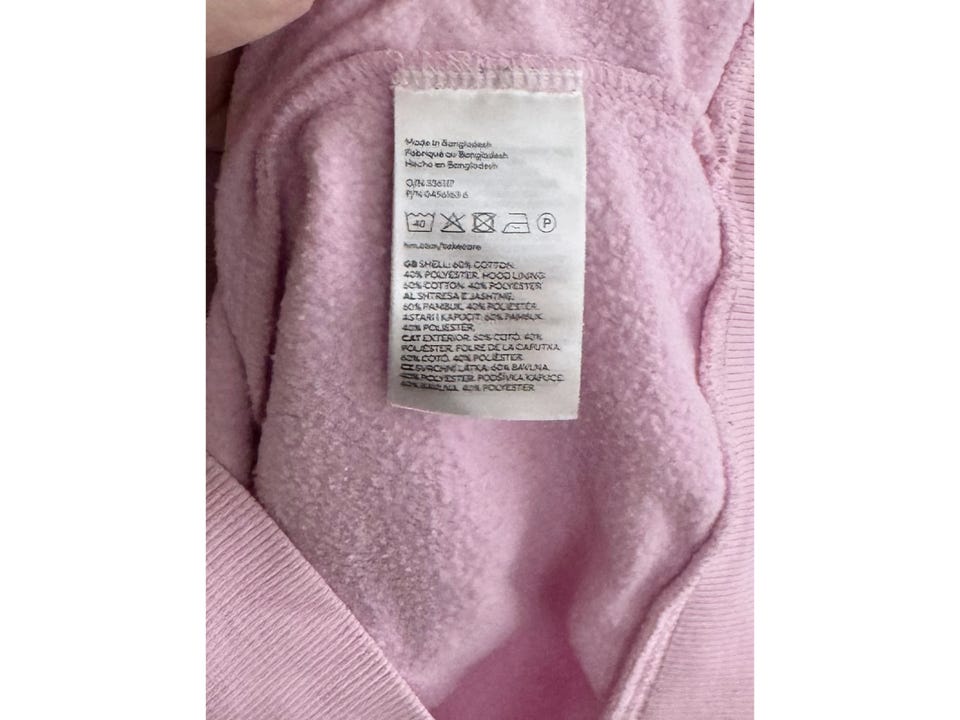 Made in Bangladesh
Fabriqué au Bangladesh
Hecho en Bangladesh
O/N
P/N
40
P
hm.com/takecare
GB SHELL: 60% COTTON.
40% POLYESTER. HOOD LINING:
60% COTTON. 40% POLYESTER
AL SHTRESA E JASHTME:
60% PAMBUK. 40% POLIESTER.
ASTARI I KAPUÇIT: 60% PAMBUK.
40% POLIESTER.
CAT EXTERIOR: 60% COTÓ. 40%
POLIÈSTER. FOLRE DE LA CAPUTXA:
60% COTÓ. 40% POLIÈSTER.
CZ SVRCHNÍ LÁTKA: 60% BAVLNA.
40% POLYESTER. PODŠÍVKA KAPUCE:
60% BAVLNA. 40% POLYESTER.